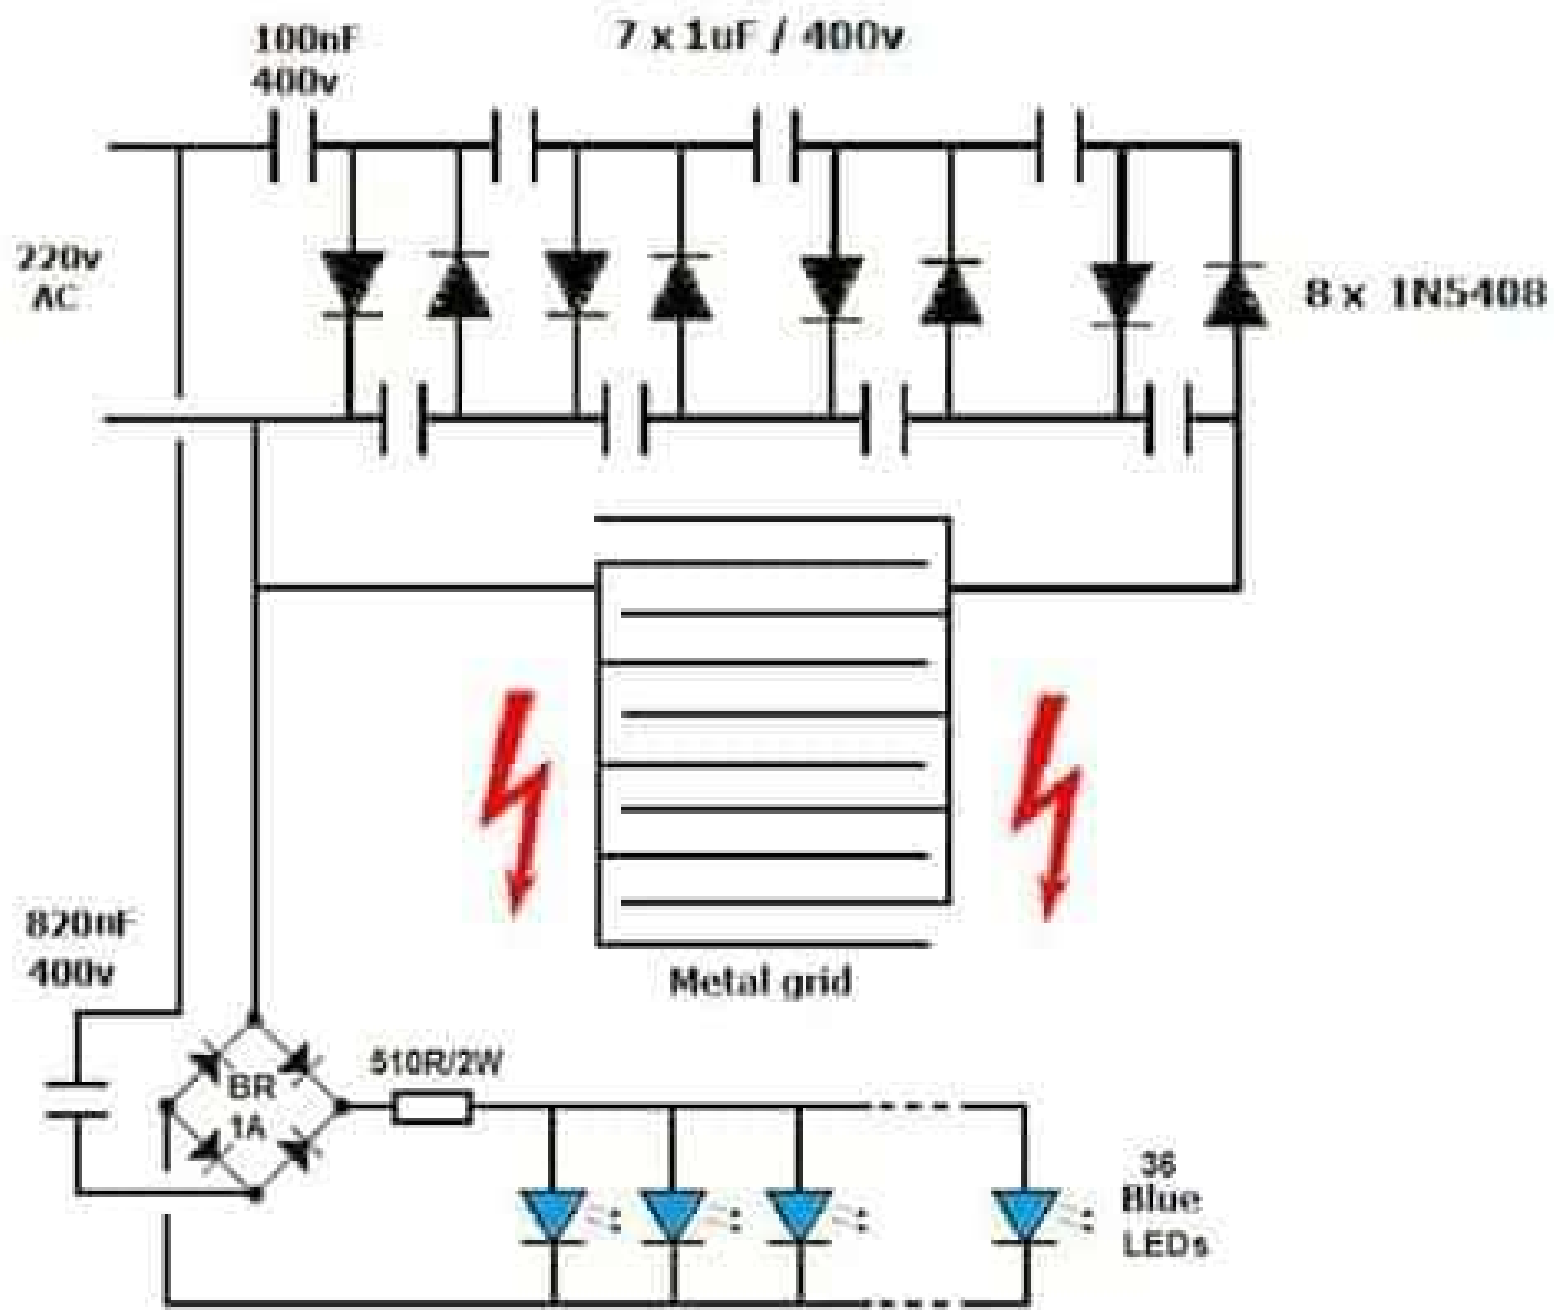 100nF
400v
7 x 1uF / 400v
220v
AC
8 x 1N5408
Metal grid
820nF
400v
BR
1A
510R/2W
36
Blue
LEDs